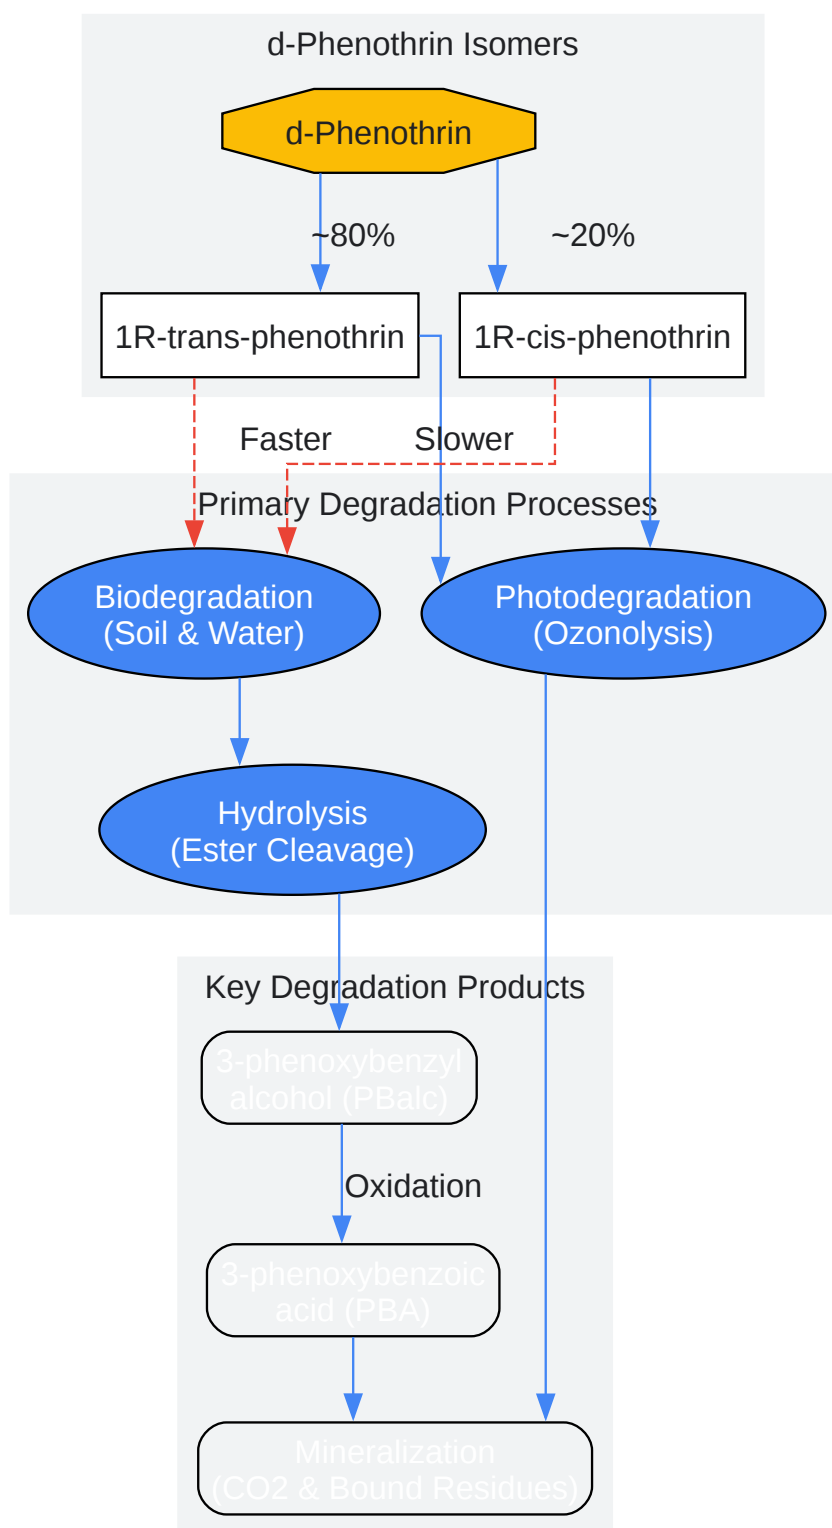 d-Phenothrin Isomers
d-Phenothrin
~80%
~20%
1R-trans-phenothrin
1R-cis-phenothrin
Faster
Slower
Primary Degradation Processes
Biodegradation
(Soil & Water)
Photodegradation
(Ozonolysis)
Hydrolysis
(Ester Cleavage)
Key Degradation Products
3-phenoxybenzyl
alcohol (PBalc)
Oxidation
3-phenoxybenzoic
acid (PBA)
Mineralization
(CO2 & Bound Residues)